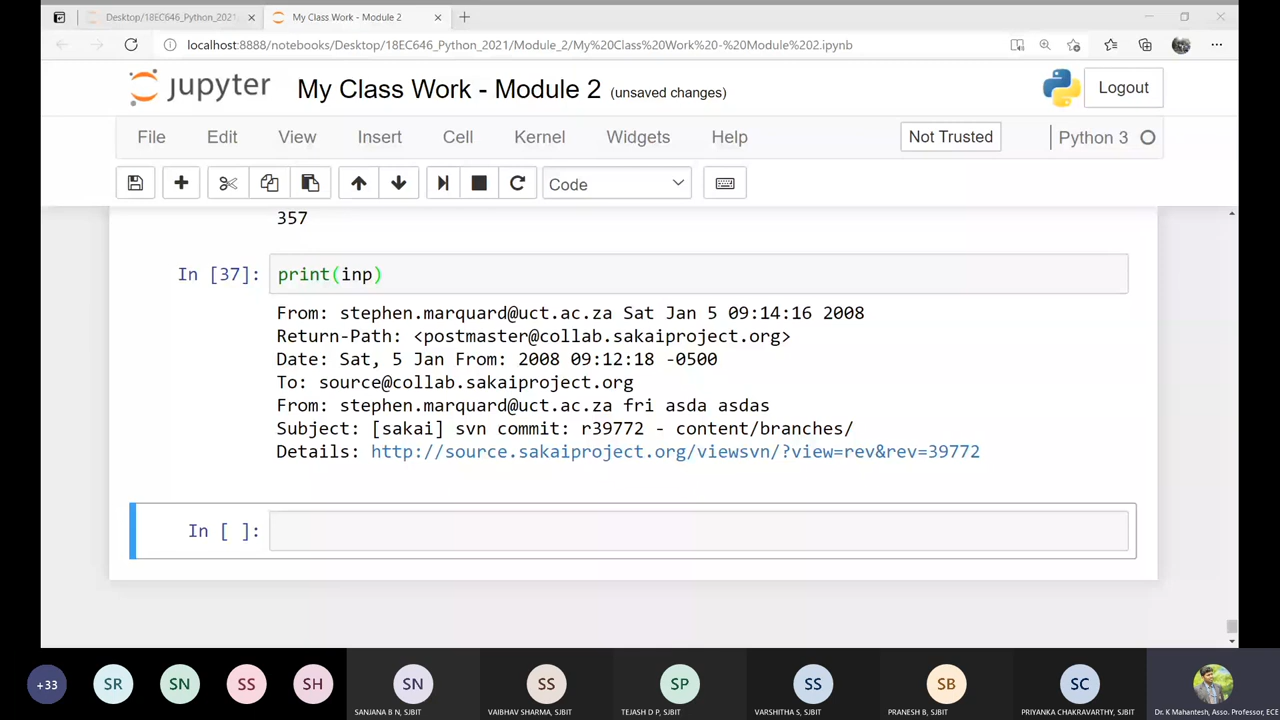 Desktop/18EC646_Python_2021/
My Class Work - Module 2
localhost:8888/notebooks/Desktop/18EC646_Python_2021/Module_2/My%20Class%20Work%20-%20Module%202.ipynb
jupyter My Class Work - Module 2 (unsaved changes)
Logout
File Edit View Insert Cell Kernel Widgets Help
Not Trusted
Python 3
Code
357
In [37]: print(inp)
From: stephen.marquard@uct.ac.za Sat Jan 5 09:14:16 2008
Return-Path: <postmaster@collab.sakaiproject.org>
Date: Sat, 5 Jan From: 2008 09:12:18 -0500
To: source@collab.sakaiproject.org
From: stephen.marquard@uct.ac.za fri asda asdas
Subject: [sakai] svn commit: r39772 - content/branches/
Details: http://source.sakaiproject.org/viewsvn/?view=rev&rev=39772
In [ ]:
+33 SR SN SS SH SN SS SP SS SB SC
SANJANA B N, SJBIT
VAIBHAV SHARMA, SJBIT
TEJASH D P, SJBIT
VARSHITHA S, SJBIT
PRANESH B, SJBIT
PRIYANKA CHAKRAVARTHY, SJBIT
Dr. K Mahantesh, Asso. Professor, ECE